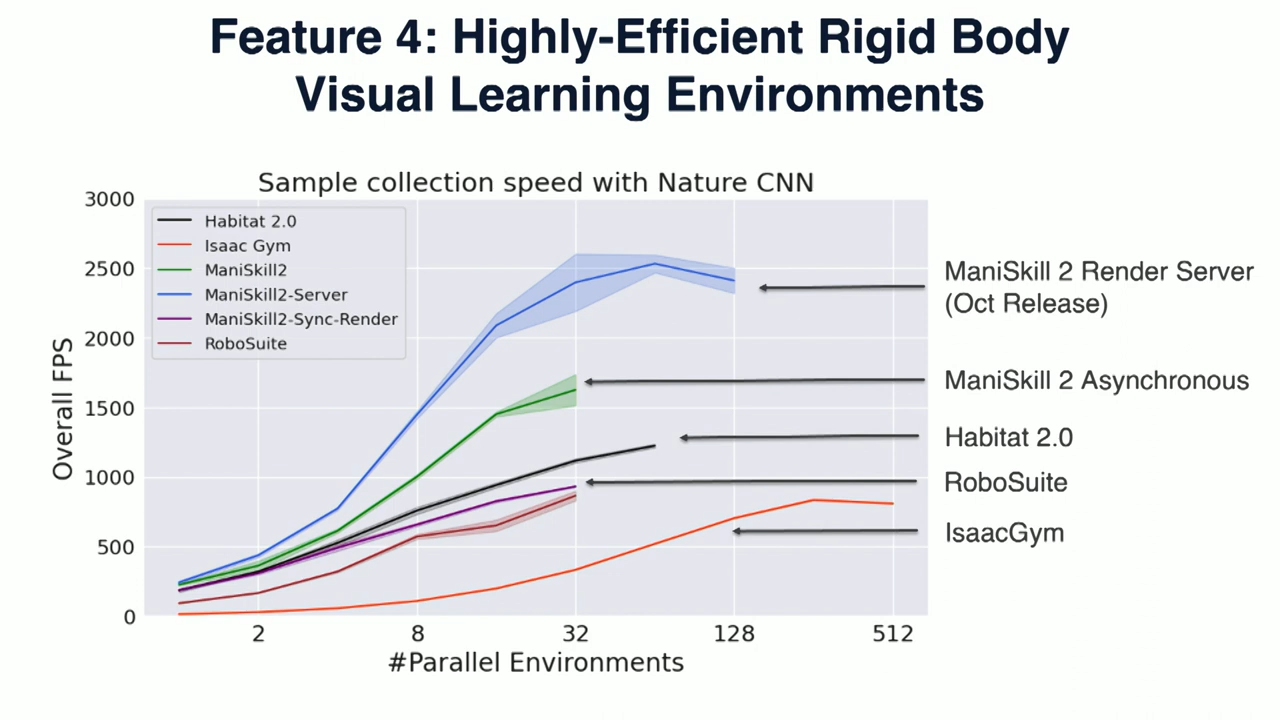 Feature 4: Highly-Efficient Rigid Body
Visual Learning Environments
Sample collection speed with Nature CNN
3000
2500
2000
1500
1000
500
0
Overall FPS
Habitat 2.0
Isaac Gym
ManiSkill2
ManiSkill2-Server
ManiSkill2-Sync-Render
RoboSuite
2
8
32
128
512
#Parallel Environments
ManiSkill 2 Render Server
(Oct Release)
ManiSkill 2 Asynchronous
Habitat 2.0
RoboSuite
IsaacGym